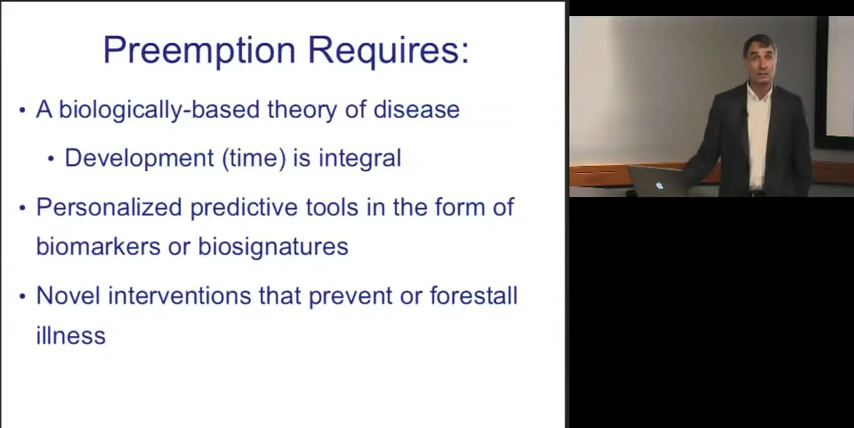 Preemption Requires:
• A biologically-based theory of disease
• Development (time) is integral
• Personalized predictive tools in the form of
biomarkers or biosignatures
• Novel interventions that prevent or forestall
illness